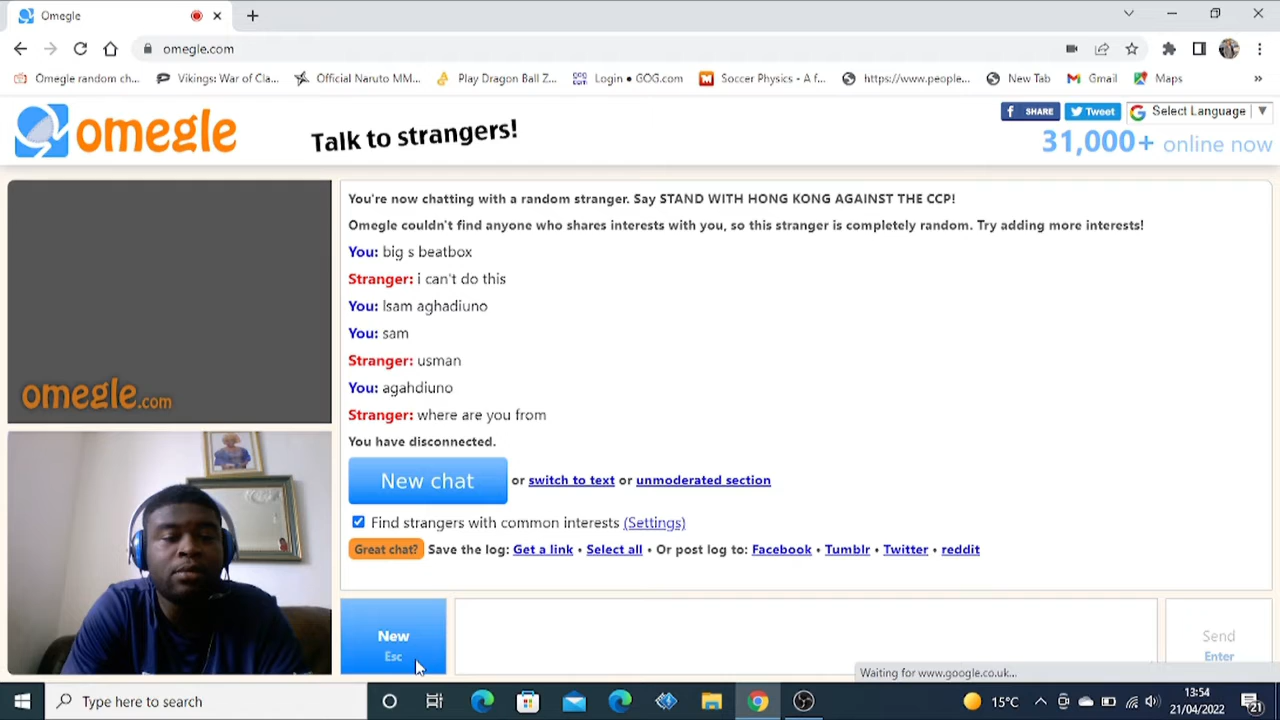 Omegle
omegle.com
Omegle random ch...
Vikings: War of Cla...
Official Naruto MM...
Play Dragon Ball Z...
Login • GOG.com
Soccer Physics - A f...
https://www.people...
New Tab
Gmail
Maps
»
omegle
Talk to strangers!
SHARE
Tweet
Select Language
31,000+ online now
omegle.com
You're now chatting with a random stranger. Say STAND WITH HONG KONG AGAINST THE CCP!
Omegle couldn't find anyone who shares interests with you, so this stranger is completely random. Try adding more interests!
You: big s beatbox
Stranger: i can't do this
You: lsam aghadiuno
You: sam
Stranger: usman
You: agahdiuno
Stranger: where are you from
You have disconnected.
New chat or switch to text or unmoderated section
Find strangers with common interests (Settings)
Great chat? Save the log: Get a link • Select all • Or post log to: Facebook • Tumblr • Twitter • reddit
New
Esc
Send
Enter
Waiting for www.google.co.uk...
Type here to search
15°C
13:54
21/04/2022
21